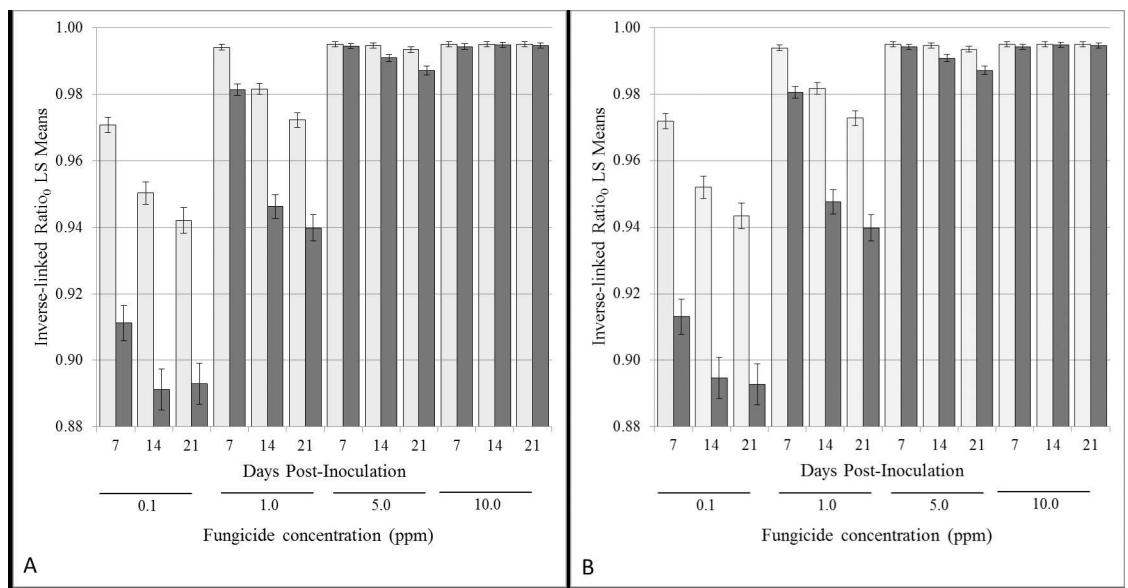 Inverse-linked Ratio0 LS Means
1.00
0.98
0.96
0.94
0.92
0.90
0.88
7 14 21 7 14 21 7 14 21 7 14 21
Days Post-Inoculation
0.1 1.0 5.0 10.0
Fungicide concentration (ppm)
A
Inverse-linked Ratio0 LS Means
1.00
0.98
0.96
0.94
0.92
0.90
0.88
7 14 21 7 14 21 7 14 21 7 14 21
Days Post-Inoculation
0.1 1.0 5.0 10.0
Fungicide concentration (ppm)
B